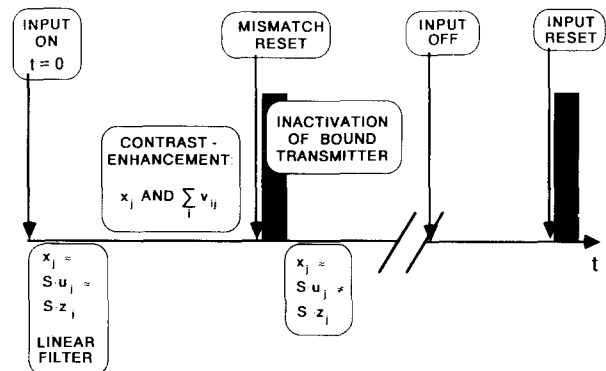 INPUT
ON
t = 0
MISMATCH
RESET
INPUT
OFF
INPUT
RESET
CONTRAST -
ENHANCEMENT:
x_j AND ∑_i v_ij
INACTIVATION
OF BOUND
TRANSMITTER
t
x_j ≈
S·u_j ≈
S·z_j
LINEAR
FILTER
x_j ≈
S·u_j ≠
S·z_j